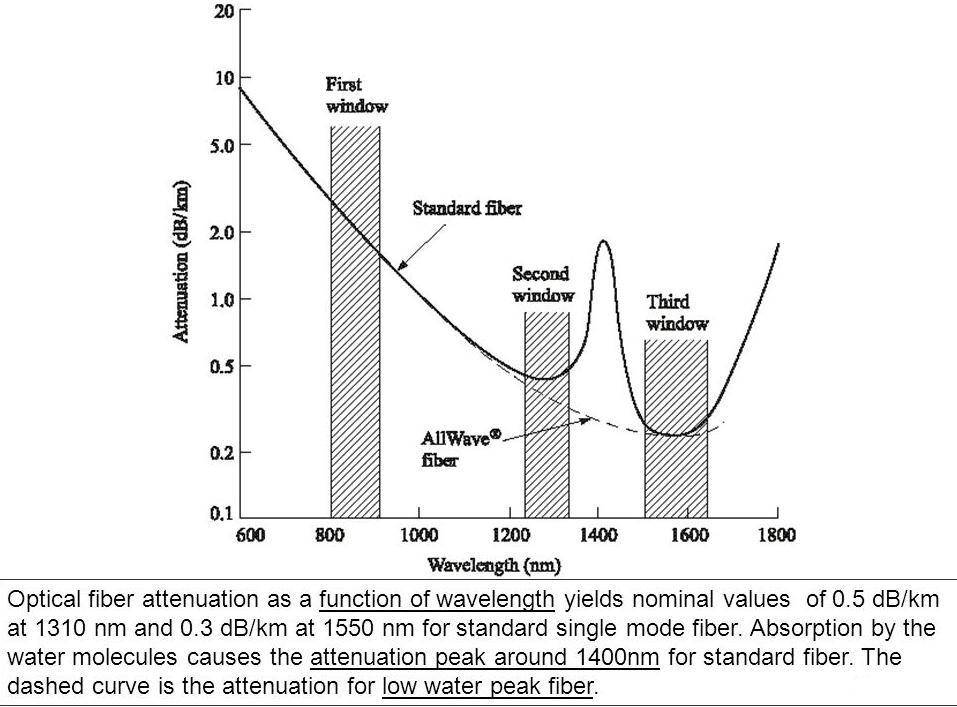 20
10
First
window
5.0
Standard fiber
2.0
Second
window
Attenuation (dB/km)
1.0
Third
window
0.5
AllWave®
fiber
0.2
0.1
600 800 1000 1200 1400 1600 1800
Wavelength (nm)
Optical fiber attenuation as a function of wavelength yields nominal values of 0.5 dB/km
at 1310 nm and 0.3 dB/km at 1550 nm for standard single mode fiber. Absorption by the
water molecules causes the attenuation peak around 1400nm for standard fiber. The
dashed curve is the attenuation for low water peak fiber.